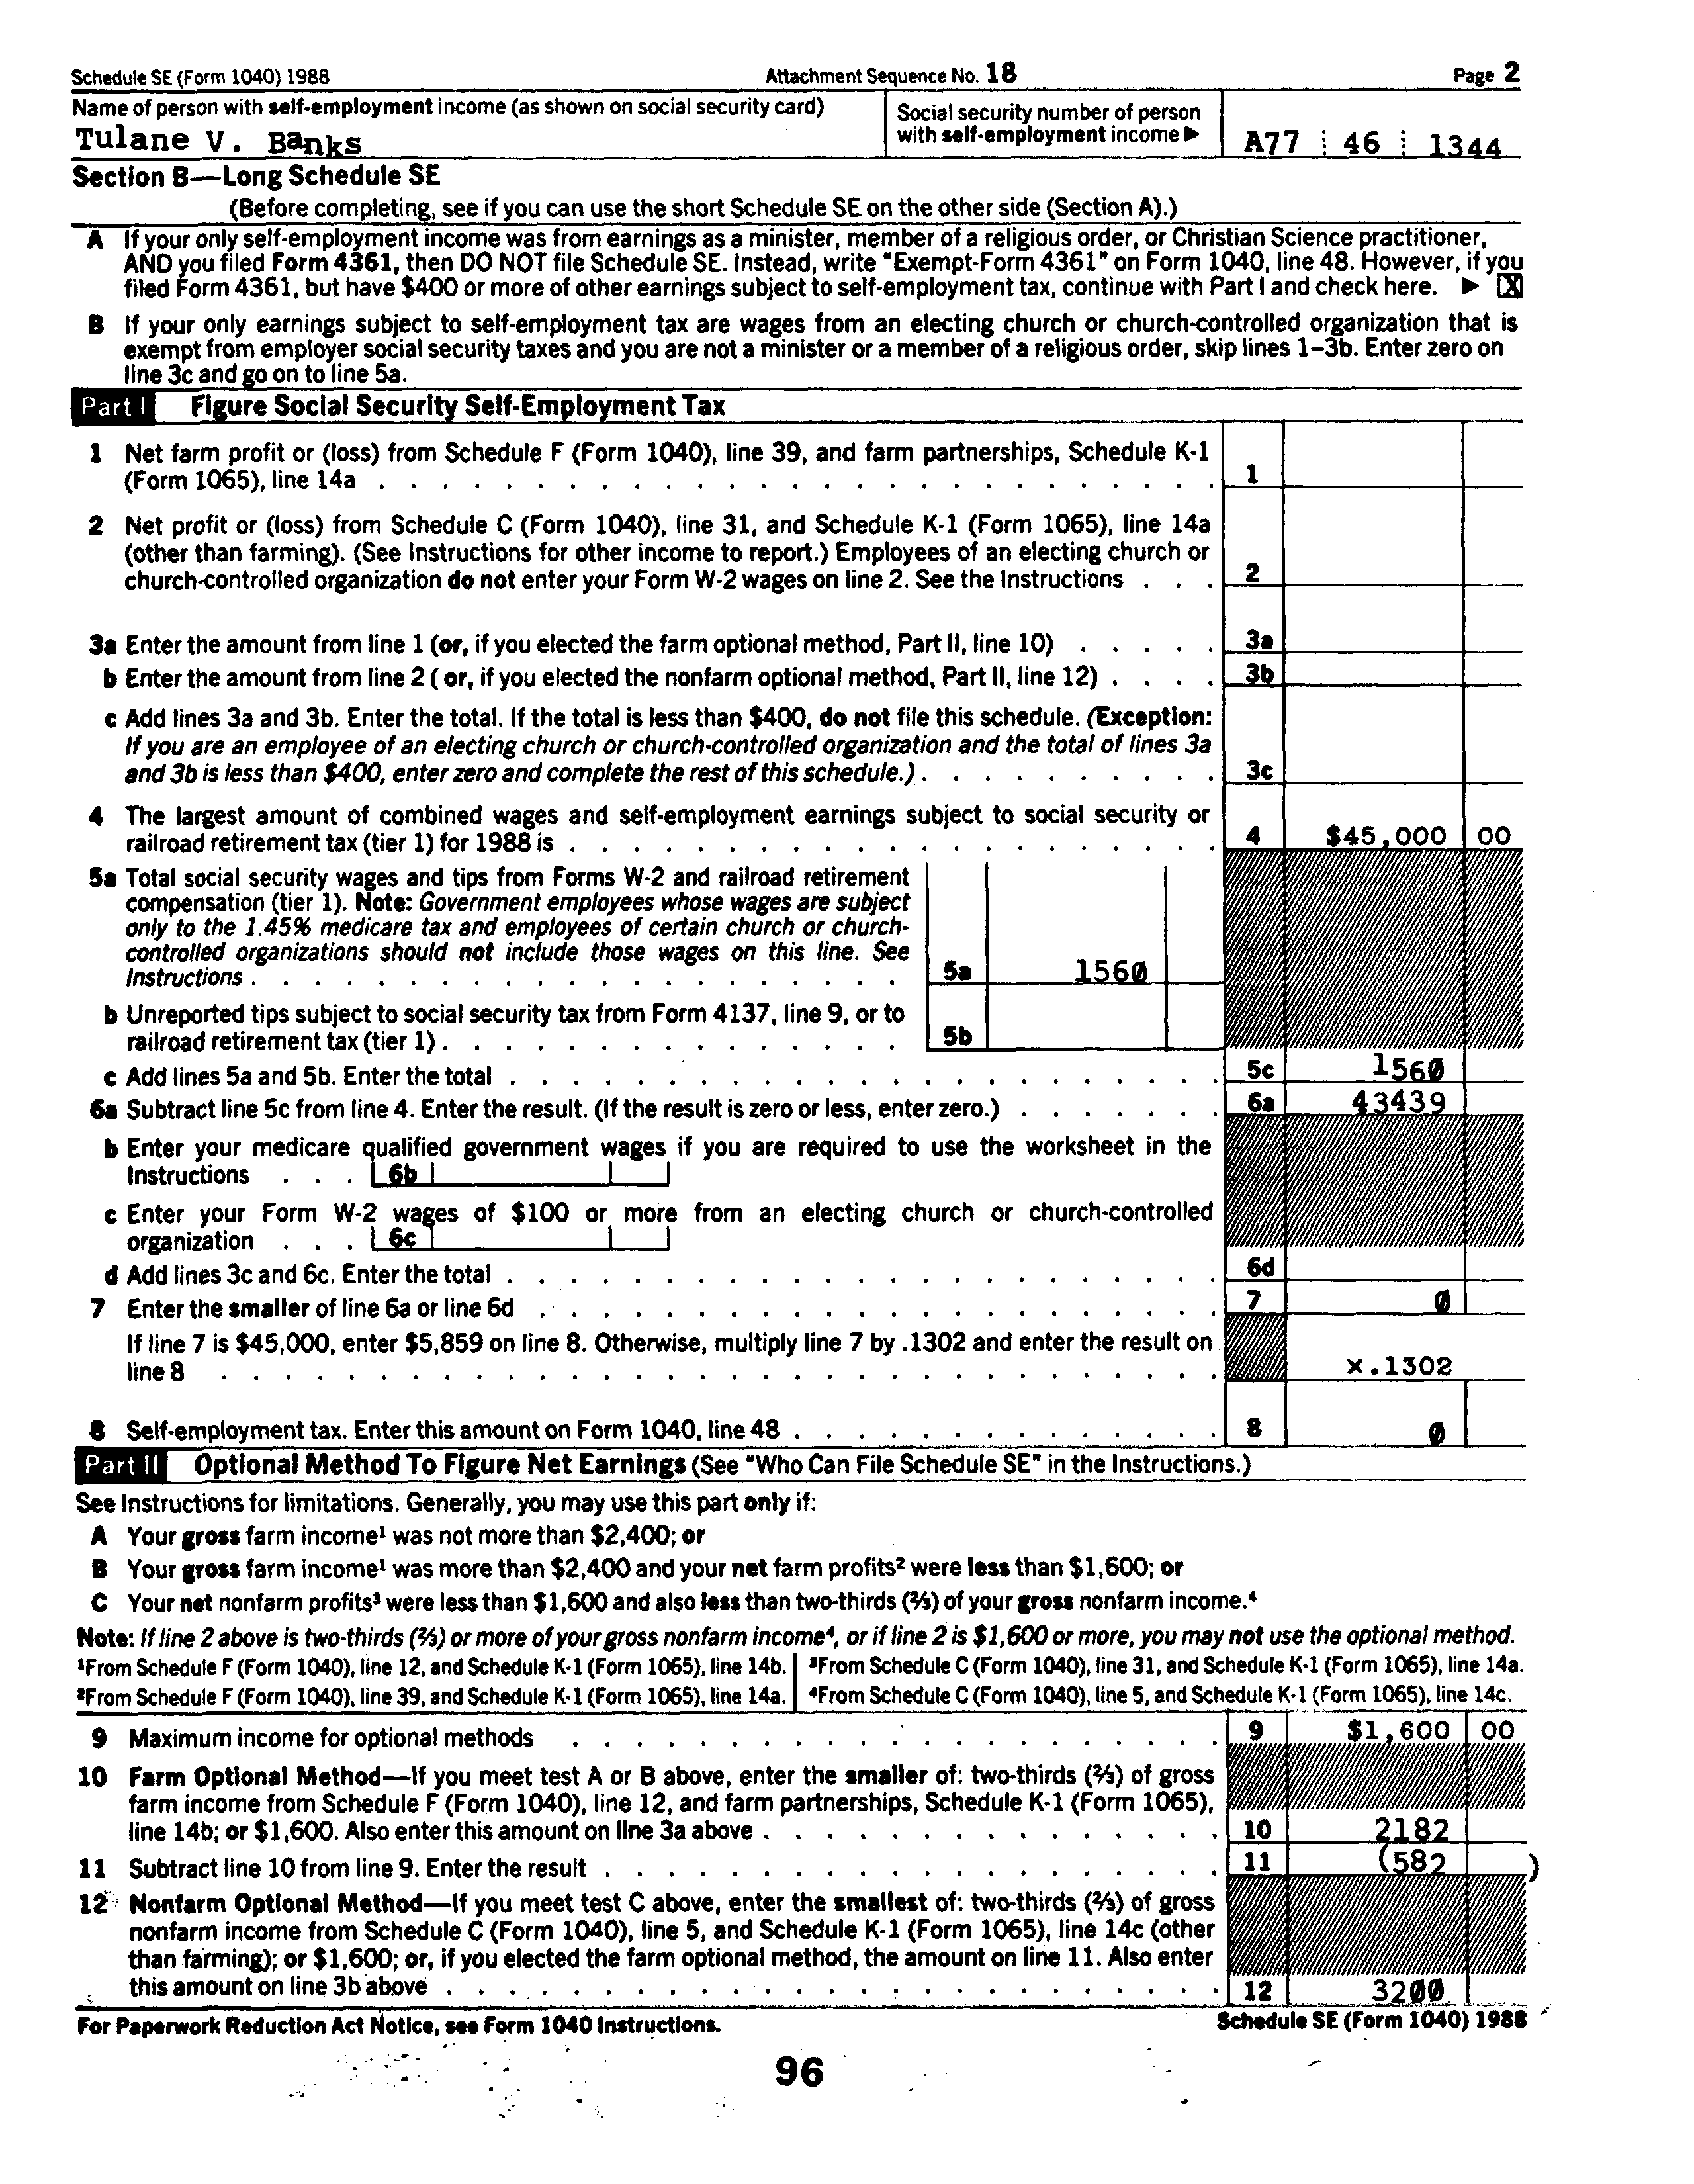 Schedule SE (Form 1040) 1988 Attachment Sequence No. 18 Page 2
Name of person with self-employment income (as shown on social security card)
Tulane V. Banks
Social security number of person
with self-employment income ▶ A77 46 1344
Section B—Long Schedule SE
(Before completing, see if you can use the short Schedule SE on the other side (Section A).)
A If your only self-employment income was from earnings as a minister, member of a religious order, or Christian Science practitioner,
AND you filed Form 4361, then DO NOT file Schedule SE. Instead, write "Exempt-Form 4361" on Form 1040, line 48. However, if you
filed Form 4361, but have $400 or more of other earnings subject to self-employment tax, continue with Part I and check here. ▶ X
B If your only earnings subject to self-employment tax are wages from an electing church or church-controlled organization that is
exempt from employer social security taxes and you are not a minister or a member of a religious order, skip lines 1–3b. Enter zero on
line 3c and go on to line 5a.
Part I Figure Social Security Self-Employment Tax
1 Net farm profit or (loss) from Schedule F (Form 1040), line 39, and farm partnerships, Schedule K-1
(Form 1065), line 14a . . . 1
2 Net profit or (loss) from Schedule C (Form 1040), line 31, and Schedule K-1 (Form 1065), line 14a
(other than farming). (See Instructions for other income to report.) Employees of an electing church or
church-controlled organization do not enter your Form W-2 wages on line 2. See the Instructions . . . 2
3a Enter the amount from line 1 (or, if you elected the farm optional method, Part II, line 10) . . . 3a
b Enter the amount from line 2 ( or, if you elected the nonfarm optional method, Part II, line 12) . . . 3b
c Add lines 3a and 3b. Enter the total. If the total is less than $400, do not file this schedule. (Exception:
If you are an employee of an electing church or church-controlled organization and the total of lines 3a
and 3b is less than $400, enter zero and complete the rest of this schedule.) . . . 3c
4 The largest amount of combined wages and self-employment earnings subject to social security or
railroad retirement tax (tier 1) for 1988 is . . . 4 $45,000 00
5a Total social security wages and tips from Forms W-2 and railroad retirement
compensation (tier 1). Note: Government employees whose wages are subject
only to the 1.45% medicare tax and employees of certain church or church-
controlled organizations should not include those wages on this line. See
Instructions . . . 5a 1560
b Unreported tips subject to social security tax from Form 4137, line 9, or to
railroad retirement tax (tier 1) . . . 5b
c Add lines 5a and 5b. Enter the total . . . 5c 1560
6a Subtract line 5c from line 4. Enter the result. (If the result is zero or less, enter zero.) . . . 6a 43439
b Enter your medicare qualified government wages if you are required to use the worksheet in the
Instructions . . . 6b
c Enter your Form W-2 wages of $100 or more from an electing church or church-controlled
organization . . . 6c
d Add lines 3c and 6c. Enter the total . . . 6d
7 Enter the smaller of line 6a or line 6d . . . 7 0
If line 7 is $45,000, enter $5,859 on line 8. Otherwise, multiply line 7 by .1302 and enter the result on
line 8 . . . x.1302
8 Self-employment tax. Enter this amount on Form 1040, line 48 . . . 8 0
Part II Optional Method To Figure Net Earnings (See "Who Can File Schedule SE" in the Instructions.)
See Instructions for limitations. Generally, you may use this part only if:
A Your gross farm income¹ was not more than $2,400; or
B Your gross farm income¹ was more than $2,400 and your net farm profits² were less than $1,600; or
C Your net nonfarm profits³ were less than $1,600 and also less than two-thirds (⅔) of your gross nonfarm income.⁴
Note: If line 2 above is two-thirds (⅔) or more of your gross nonfarm income⁴, or if line 2 is $1,600 or more, you may not use the optional method.
¹From Schedule F (Form 1040), line 12, and Schedule K-1 (Form 1065), line 14b. ³From Schedule C (Form 1040), line 31, and Schedule K-1 (Form 1065), line 14a.
²From Schedule F (Form 1040), line 39, and Schedule K-1 (Form 1065), line 14a. ⁴From Schedule C (Form 1040), line 5, and Schedule K-1 (Form 1065), line 14c.
9 Maximum income for optional methods . . . 9 $1,600 00
10 Farm Optional Method—If you meet test A or B above, enter the smaller of: two-thirds (⅔) of gross
farm income from Schedule F (Form 1040), line 12, and farm partnerships, Schedule K-1 (Form 1065),
line 14b; or $1,600. Also enter this amount on line 3a above . . . 10 2182
11 Subtract line 10 from line 9. Enter the result . . . 11 (582 )
12 Nonfarm Optional Method—If you meet test C above, enter the smallest of: two-thirds (⅔) of gross
nonfarm income from Schedule C (Form 1040), line 5, and Schedule K-1 (Form 1065), line 14c (other
than farming); or $1,600; or, if you elected the farm optional method, the amount on line 11. Also enter
this amount on line 3b above . . . 12 3200
For Paperwork Reduction Act Notice, see Form 1040 Instructions. Schedule SE (Form 1040) 1988
96